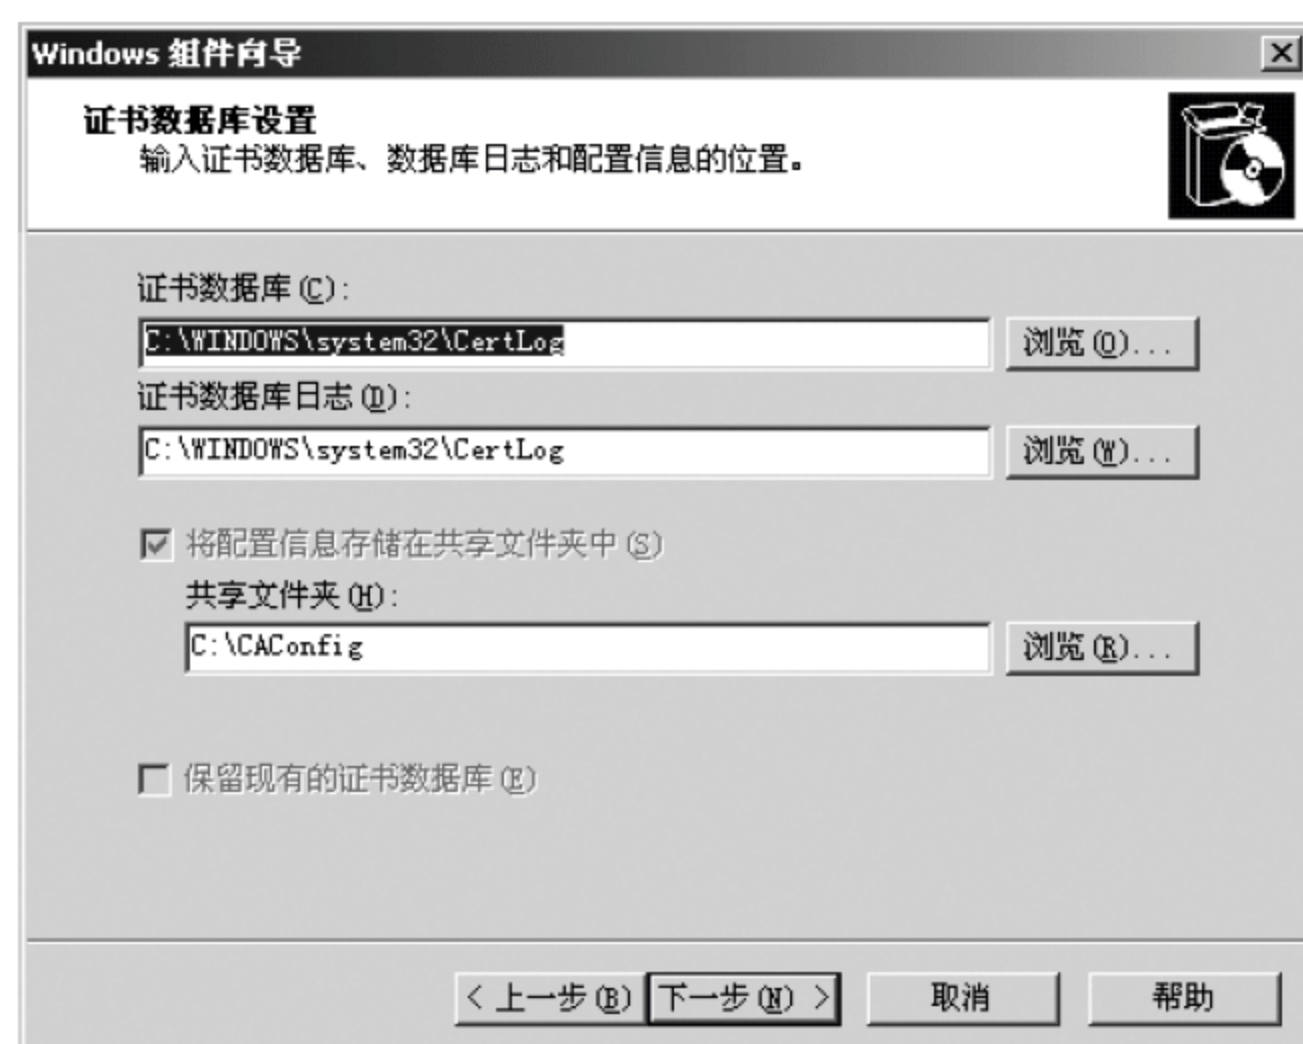 Windows 组件向导
证书数据库设置
输入证书数据库、数据库日志和配置信息的位置。
证书数据库(C):
C:\WINDOWS\system32\CertLog
浏览(O)...
证书数据库日志(D):
C:\WINDOWS\system32\CertLog
浏览(W)...
将配置信息存储在共享文件夹中(S)
共享文件夹(H):
C:\CAConfig
浏览(R)...
保留现有的证书数据库(E)
< 上一步(B)
下一步(N) >
取消
帮助